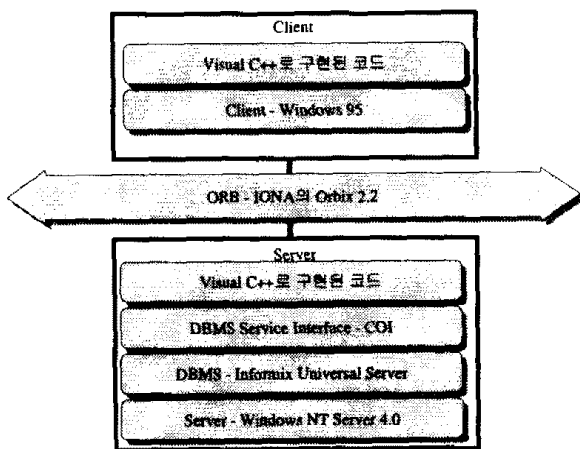 Client
Visual C++로 구현된 코드
Client - Windows 95
ORB - IONA의 Orbix 2.2
Server
Visual C++로 구현된 코드
DBMS Service Interface - COI
DBMS - Informix Universal Server
Server - Windows NT Server 4.0